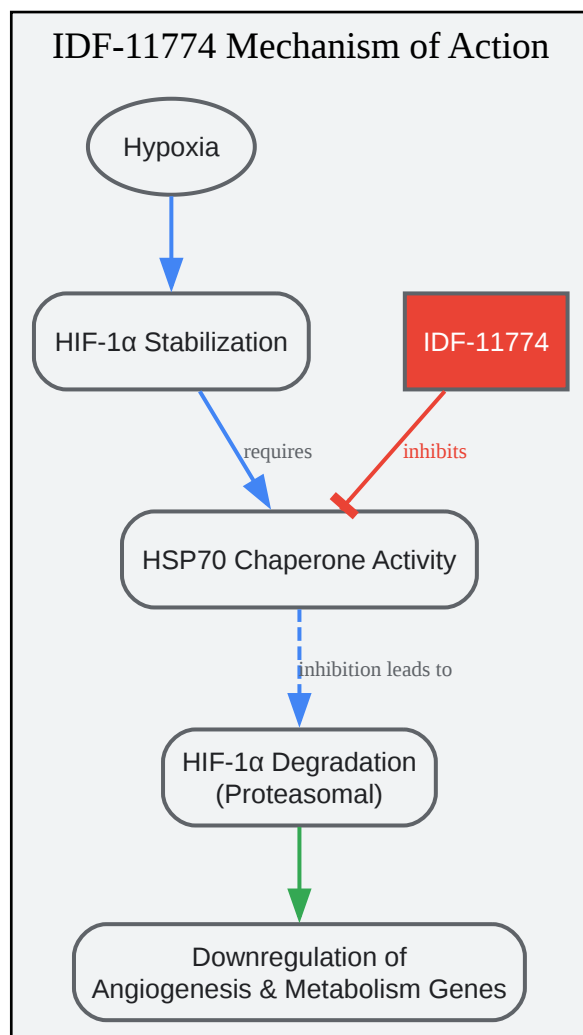 IDF-11774 Mechanism of Action
Hypoxia
HIF-1α Stabilization
IDF-11774
requires
inhibits
HSP70 Chaperone Activity
inhibition leads to
HIF-1α Degradation
(Proteasomal)
Downregulation of
Angiogenesis & Metabolism Genes